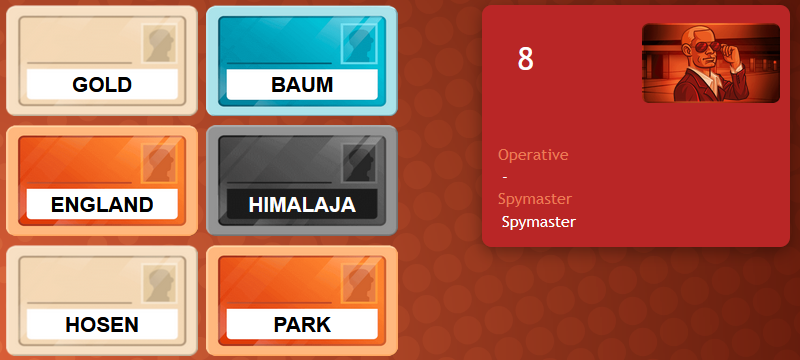 GOLD
BAUM
ENGLAND
HIMALAJA
HOSEN
PARK
8
Operative
-
Spymaster
Spymaster